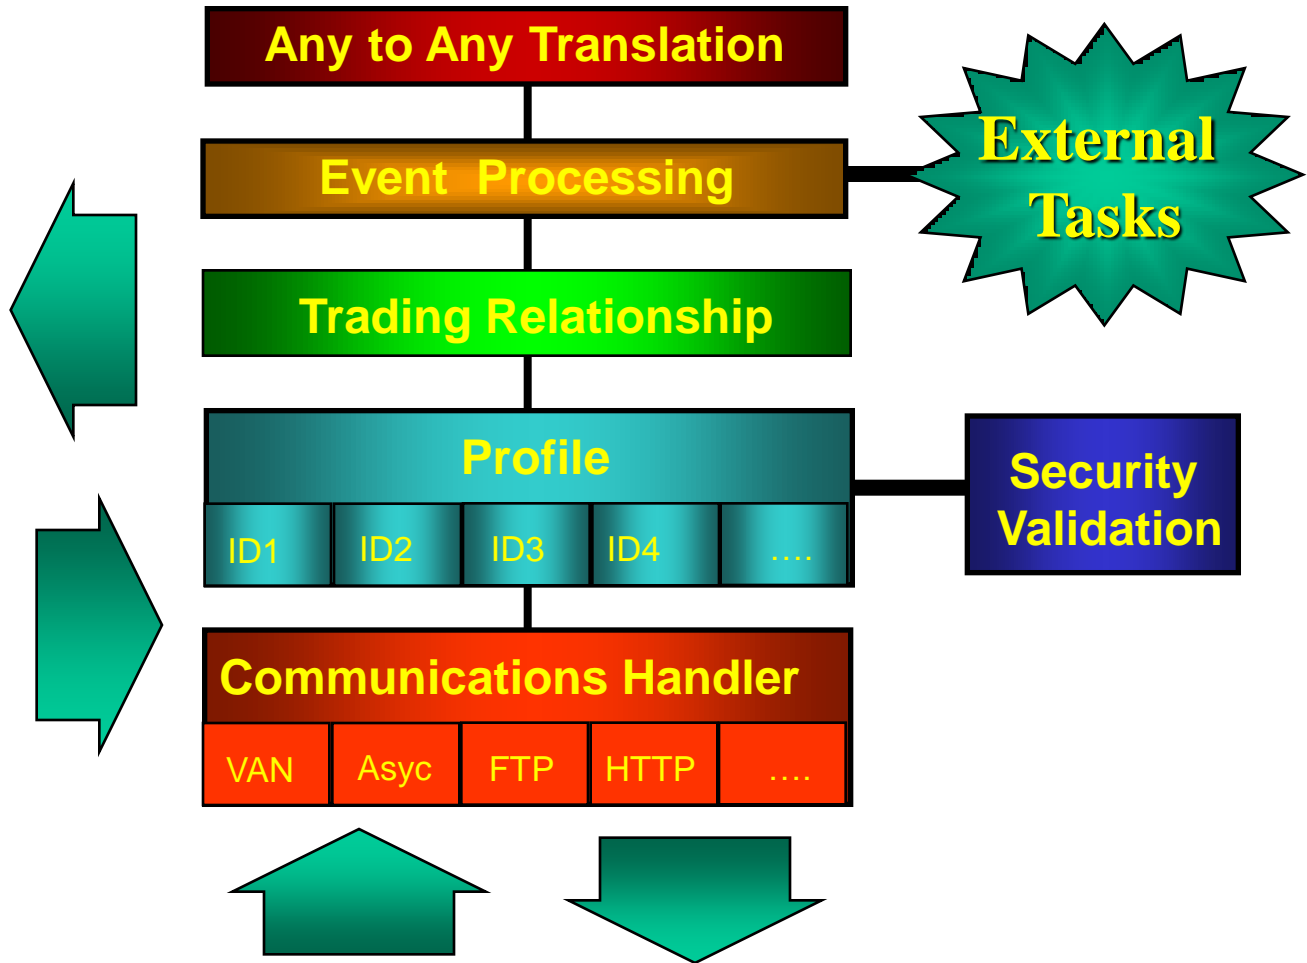 Any to Any Translation
Event Processing
External
Tasks
Trading Relationship
Profile
ID1 ID2 ID3 ID4 ....
Security
Validation
Communications Handler
VAN Asyc FTP HTTP ....